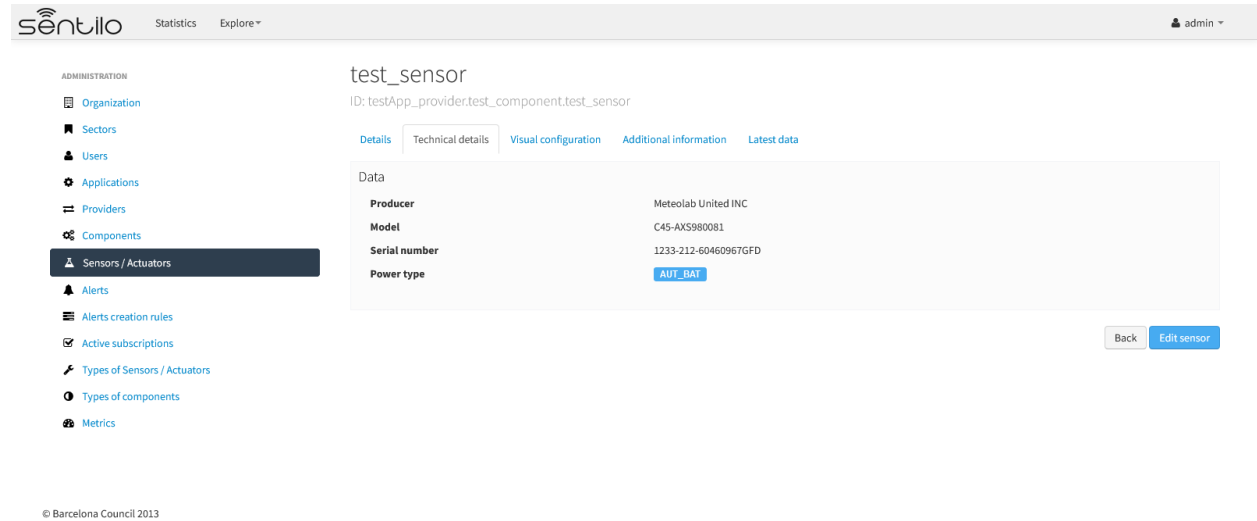 sentilo
Statistics Explore
admin
ADMINISTRATION
Organization
Sectors
Users
Applications
Providers
Components
Sensors / Actuators
Alerts
Alerts creation rules
Active subscriptions
Types of Sensors / Actuators
Types of components
Metrics
test_sensor
ID: testApp_provider.test_component.test_sensor
Details Technical details Visual configuration Additional information Latest data
Data
Producer Meteolab United INC
Model C45-AXS980081
Serial number 1233-212-60460967GFD
Power type AUT_BAT
Back Edit sensor
© Barcelona Council 2013